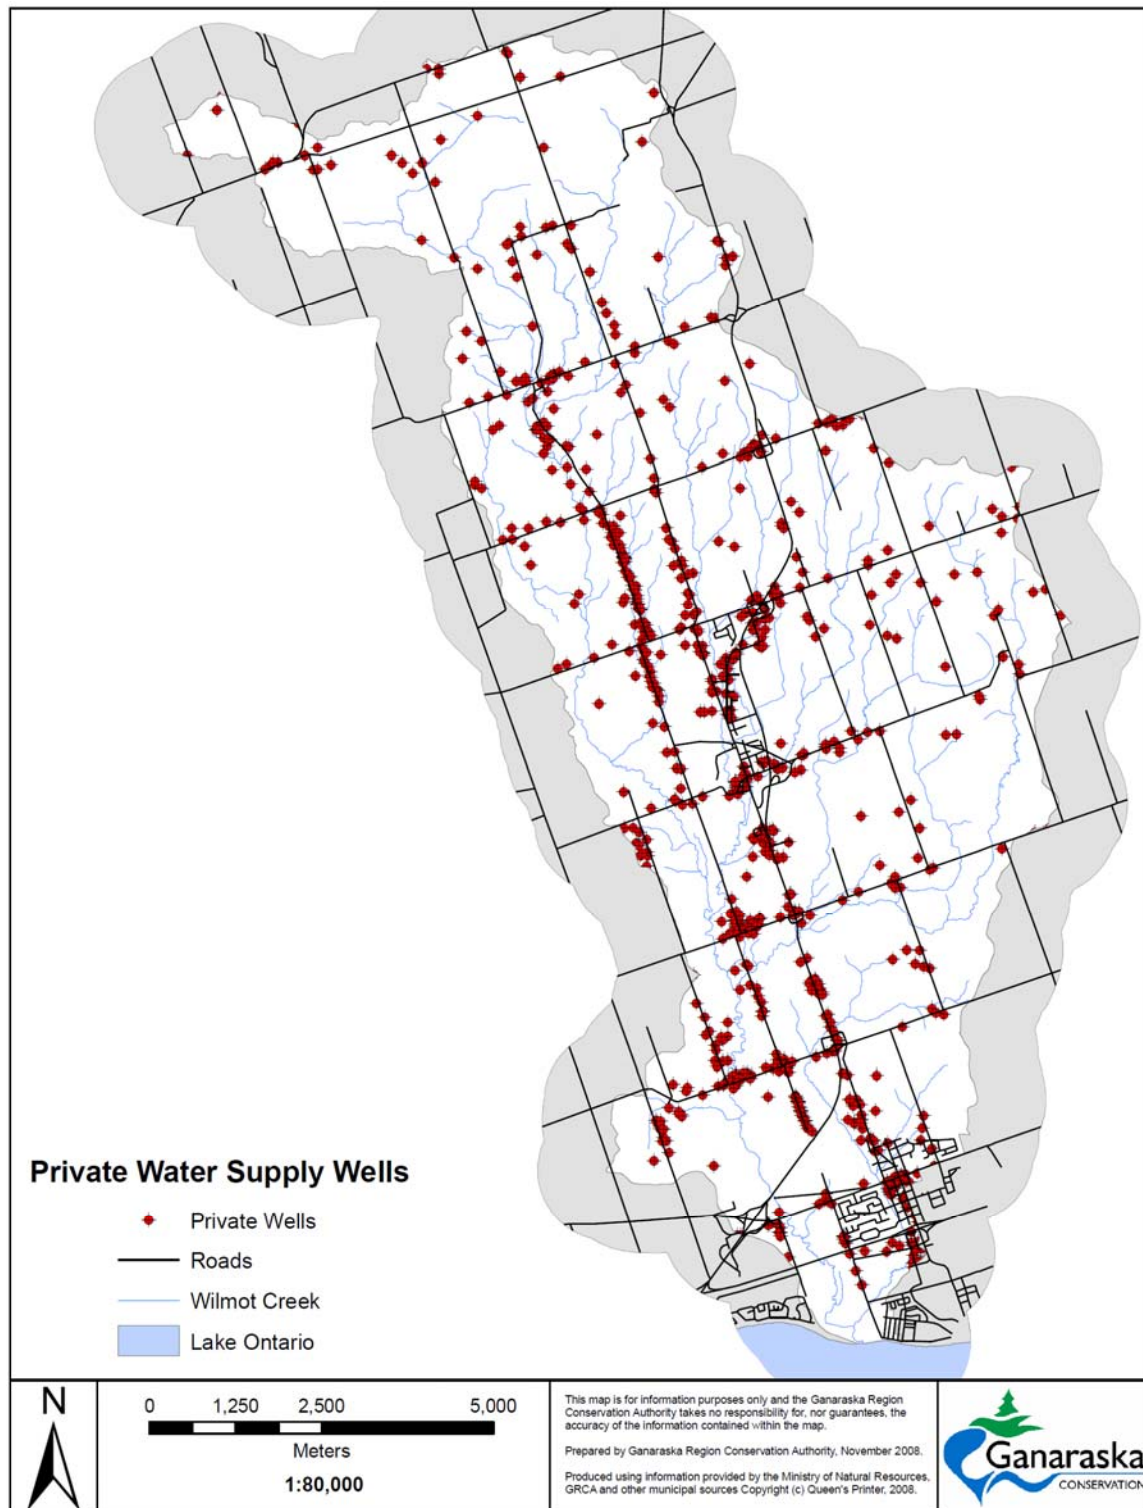 Private Water Supply Wells
Private Wells
Roads
Wilmot Creek
Lake Ontario
N
0 1,250 2,500 5,000
Meters
1:80,000
This map is for information purposes only and the Ganaraska Region
Conservation Authority takes no responsibility for, nor guarantees, the
accuracy of the information contained within the map.
Prepared by Ganaraska Region Conservation Authority, November 2008.
Produced using information provided by the Ministry of Natural Resources,
GRCA and other municipal sources Copyright (c) Queen's Printer, 2008.
Ganaraska
CONSERVATION